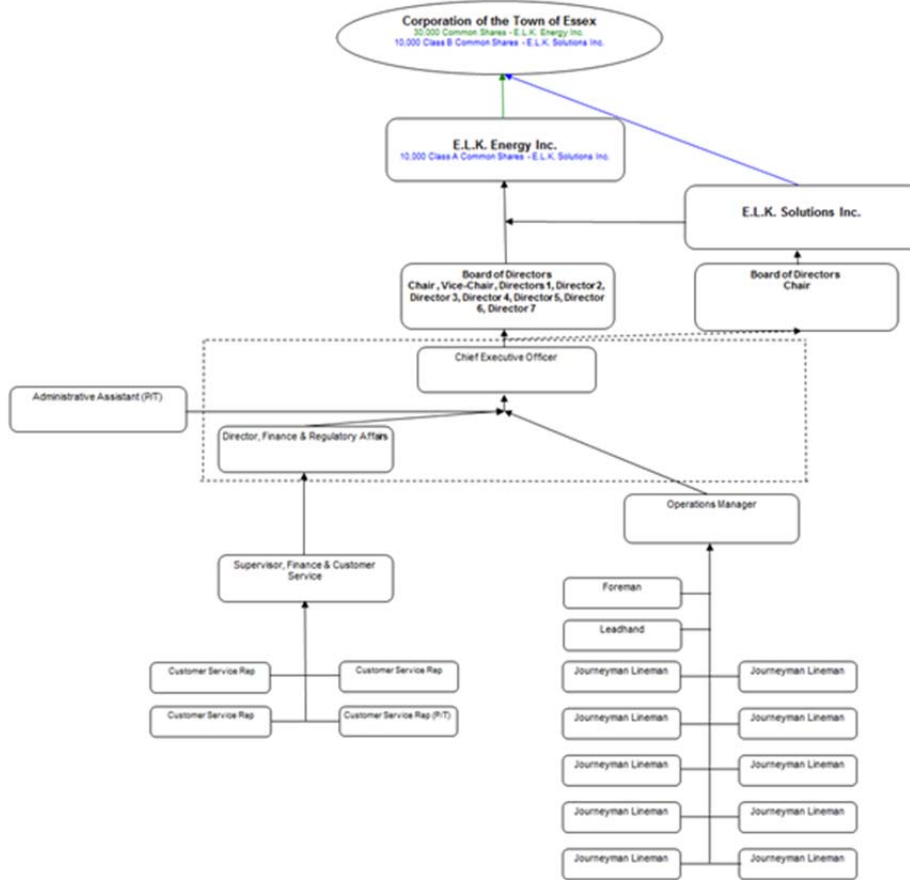 Corporation of the Town of Essex
30,000 Common Shares - E.L.K. Energy Inc.
10,000 Class B Common Shares - E.L.K. Solutions Inc.
E.L.K. Energy Inc.
10,000 Class A Common Shares - E.L.K. Solutions Inc.
E.L.K. Solutions Inc.
Board of Directors
Chair, Vice-Chair, Directors 1, Director 2,
Director 3, Director 4, Director 5, Director
6, Director 7
Board of Directors
Chair
Chief Executive Officer
Administrative Assistant (P/T)
Director, Finance & Regulatory Affairs
Operations Manager
Supervisor, Finance & Customer
Service
Foreman
Leadhand
Customer Service Rep
Customer Service Rep
Customer Service Rep
Customer Service Rep (P/T)
Journeyman Lineman
Journeyman Lineman
Journeyman Lineman
Journeyman Lineman
Journeyman Lineman
Journeyman Lineman
Journeyman Lineman
Journeyman Lineman
Journeyman Lineman
Journeyman Lineman